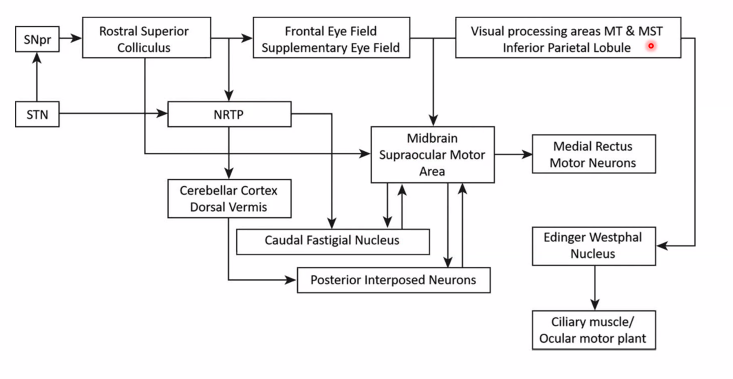 SNpr
Rostral Superior
Colliculus
Frontal Eye Field
Supplementary Eye Field
Visual processing areas MT & MST
Inferior Parietal Lobule
STN
NRTP
Midbrain
Supraocular Motor
Area
Medial Rectus
Motor Neurons
Cerebellar Cortex
Dorsal Vermis
Caudal Fastigial Nucleus
Edinger Westphal
Nucleus
Posterior Interposed Neurons
Ciliary muscle/
Ocular motor plant